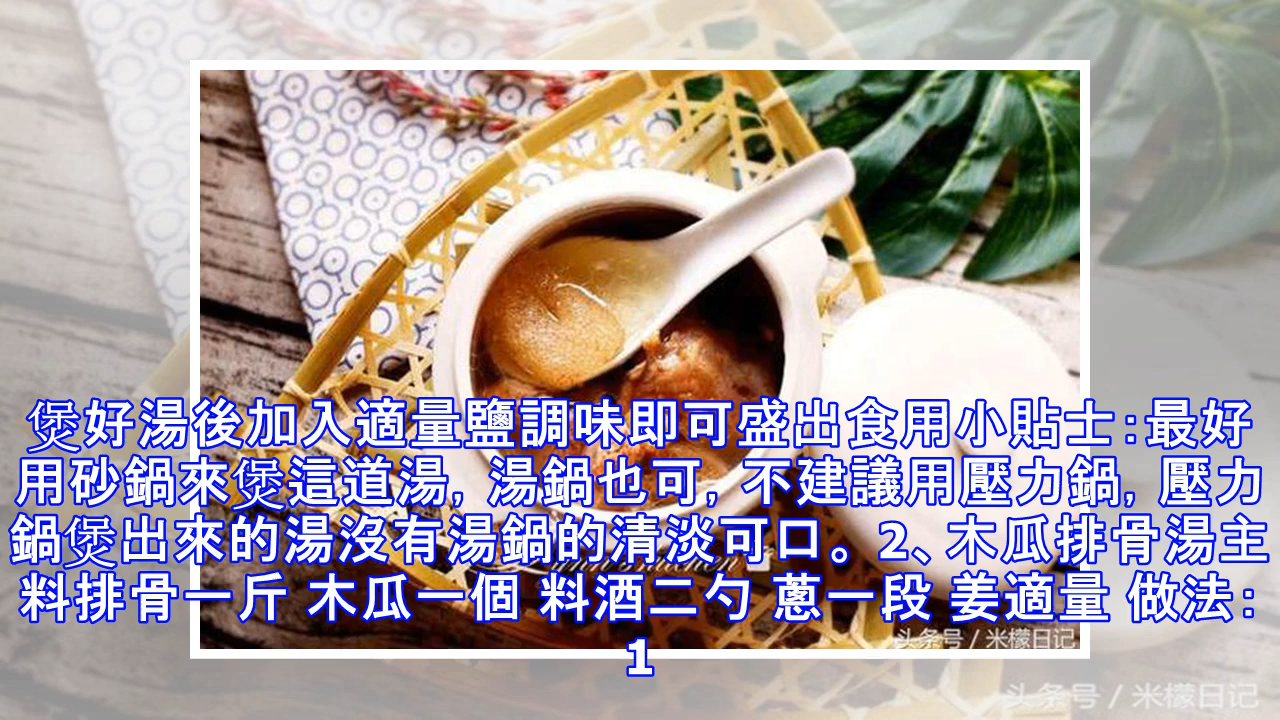 煲好湯後加入適量鹽調味即可盛出食用小貼士:最好
用砂鍋來煲這道湯, 湯鍋也可, 不建議用壓力鍋, 壓力
鍋煲出來的湯沒有湯鍋的清淡可口。2、木瓜排骨湯主
料排骨一斤 木瓜一個 料酒二勺 蔥一段 姜適量 做法:
1
头条号 / 米檬日记
头条号 / 米檬日记